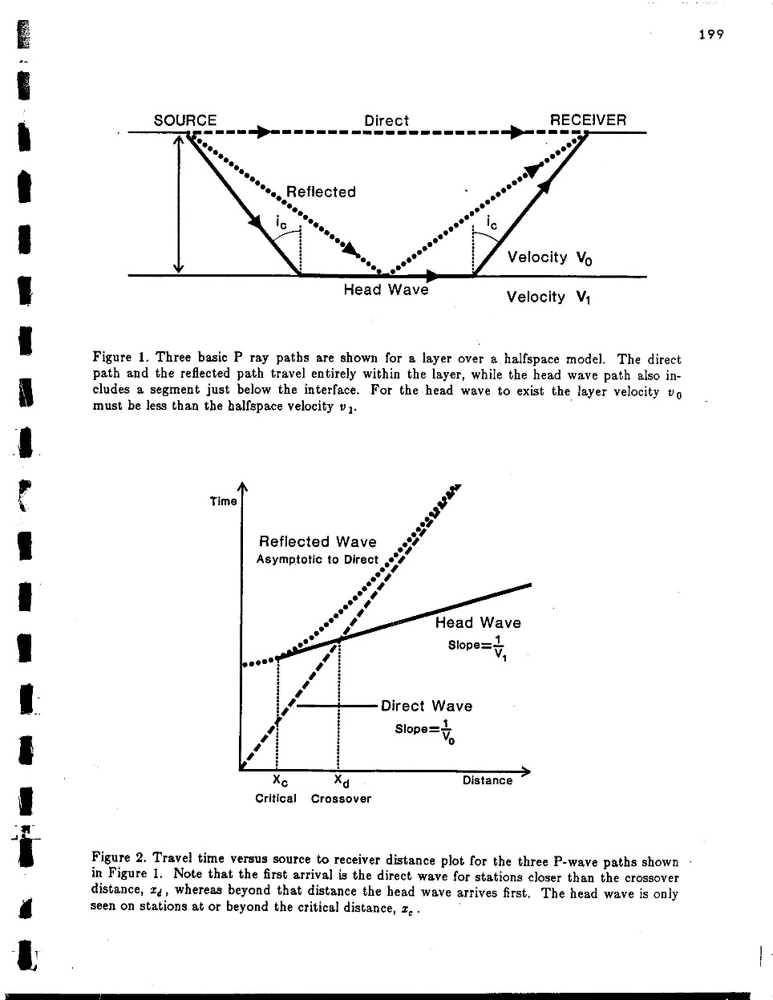 199
SOURCE Direct RECEIVER
Reflected
ic ic
Velocity V0
Head Wave
Velocity V1
Figure 1. Three basic P ray paths are shown for a layer over a halfspace model. The direct
path and the reflected path travel entirely within the layer, while the head wave path also in-
cludes a segment just below the interface. For the head wave to exist the layer velocity v0
must be less than the halfspace velocity v1.
Time
Reflected Wave
Asymptotic to Direct
Head Wave
Slope=1/V1
Direct Wave
Slope=1/V0
Xc Xd Distance
Critical Crossover
Figure 2. Travel time versus source to receiver distance plot for the three P-wave paths shown
in Figure 1. Note that the first arrival is the direct wave for stations closer than the crossover
distance, xd, whereas beyond that distance the head wave arrives first. The head wave is only
seen on stations at or beyond the critical distance, xc.